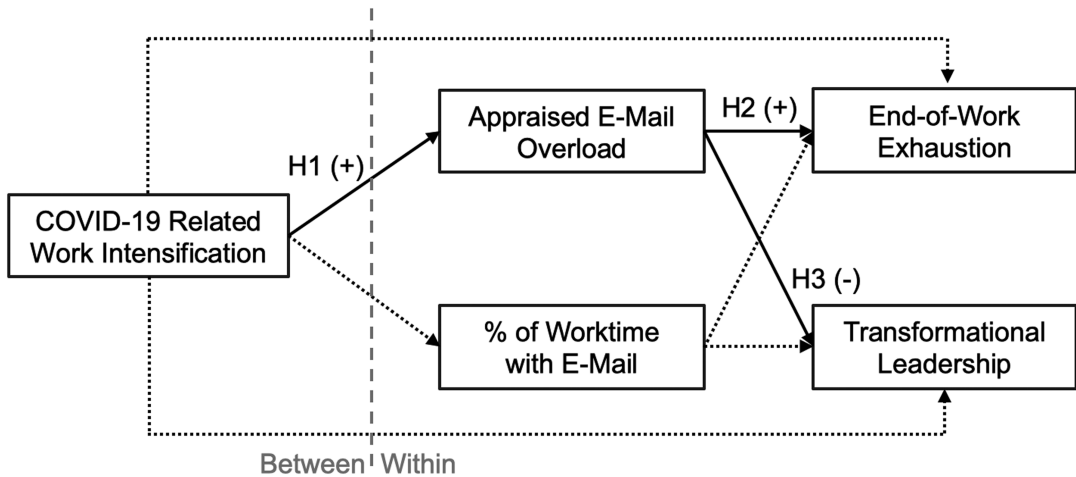 Appraised E-Mail
Overload
H2 (+)
End-of-Work
Exhaustion
H1 (+)
COVID-19 Related
Work Intensification
H3 (-)
% of Worktime
with E-Mail
Transformational
Leadership
Between
Within